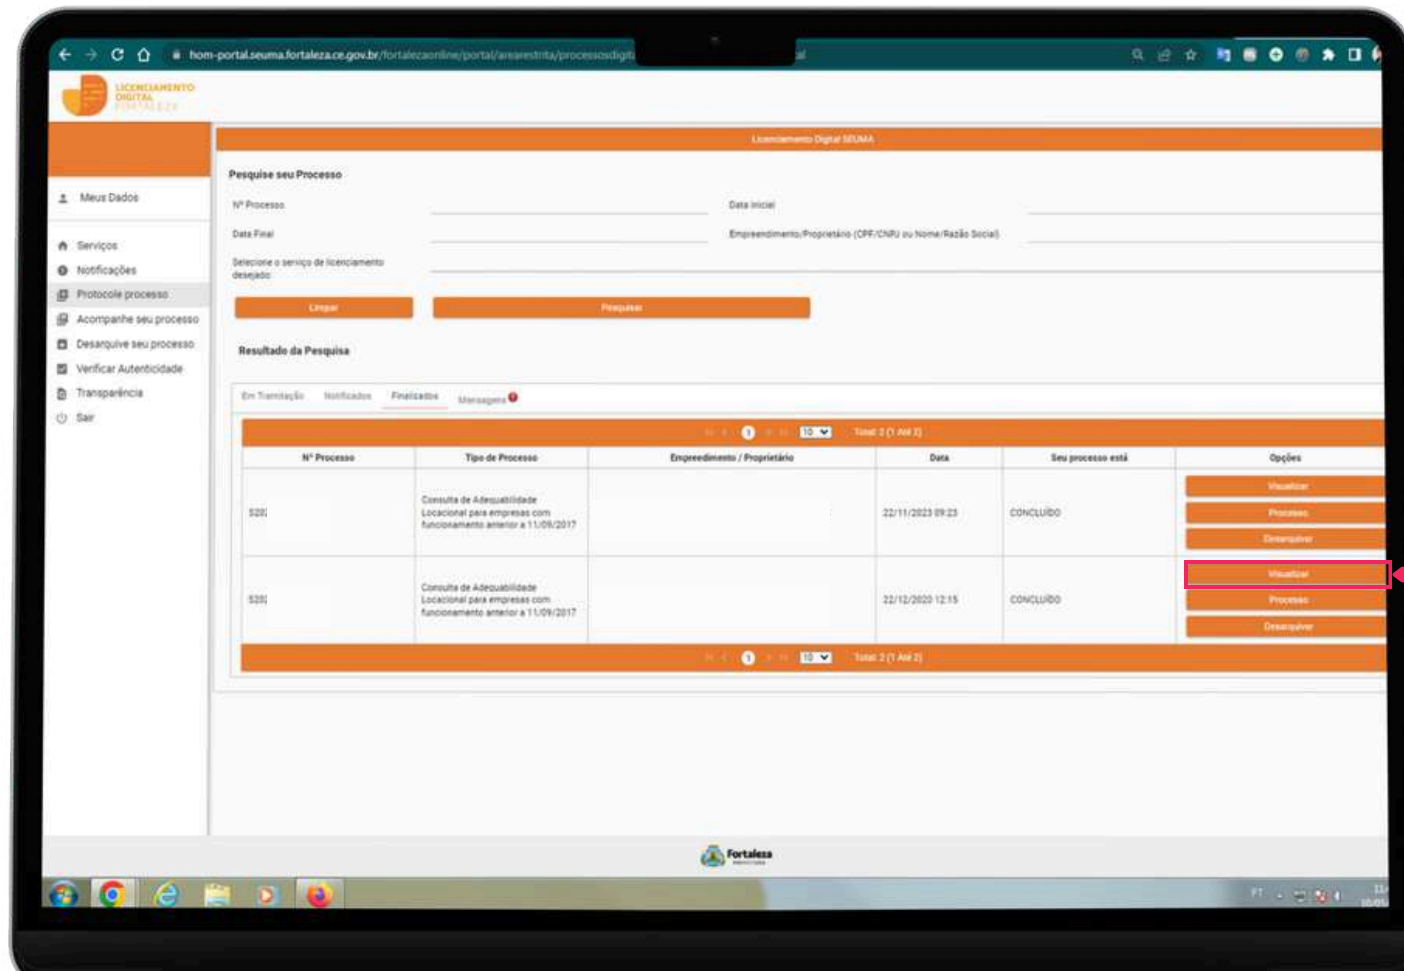 hom-portal.seuma.fortaleza.ce.gov.br/fortalezaonline/portal/arearestrita/processosdigit
al
LICENCIAMENTO
DIGITAL
FORTALEZA
Licenciamento Digital SEUMA
Meus Dados
Serviços
Notificações
Protocole processo
Acompanhe seu processo
Desarquive seu processo
Verificar Autenticidade
Transparência
Sair
Pesquise seu Processo
Nº Processo
Data inicial
Data Final
Empreendimento/Proprietário (CPF/CNPJ ou Nome/Razão Social)
Selecione o serviço de licenciamento
desejado:
Limpar
Pesquisar
Resultado da Pesquisa
Em Tramitação
Notificados
Finalizados
Mensagens
1
10
Total: 2 (1 Até 2)
Nº Processo
Tipo de Processo
Empreedimento / Proprietário
Data
Seu processo está
Opções
S202
Consulta de Adequabilidade
Locacional para empresas com
funcionamento anterior a 11/09/2017
22/11/2023 09:23
CONCLUÍDO
Visualizar
Processo
Desarquivar
S202
Consulta de Adequabilidade
Locacional para empresas com
funcionamento anterior a 11/09/2017
22/12/2020 12:15
CONCLUÍDO
Visualizar
Processo
Desarquivar
1
10
Total: 2 (1 Até 2)
Fortaleza
PREFEITURA
PT